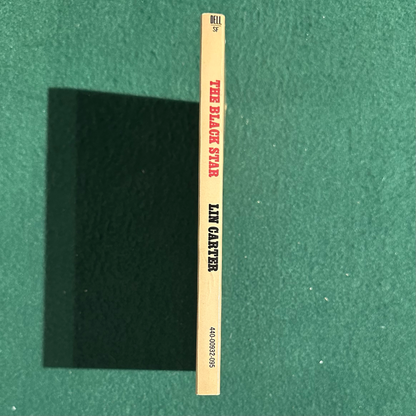 DELL
SF
THE BLACK STAR
LIN CARTER
440-00932-095